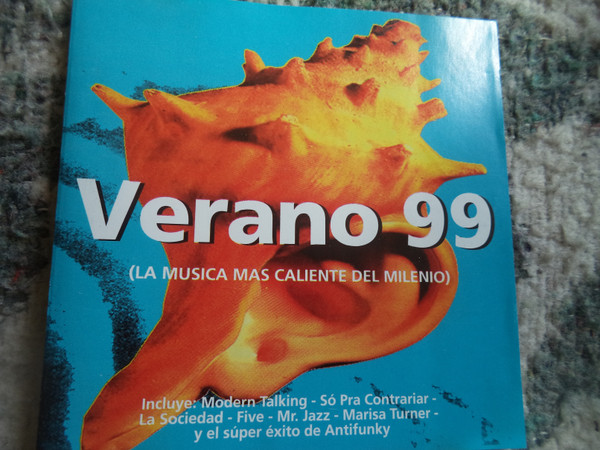 Verano 99
(LA MUSICA MAS CALIENTE DEL MILENIO)
Incluye: Modern Talking - Só Pra Contrariar -
La Sociedad - Five - Mr. Jazz - Marisa Turner -
y el súper éxito de Antifunky